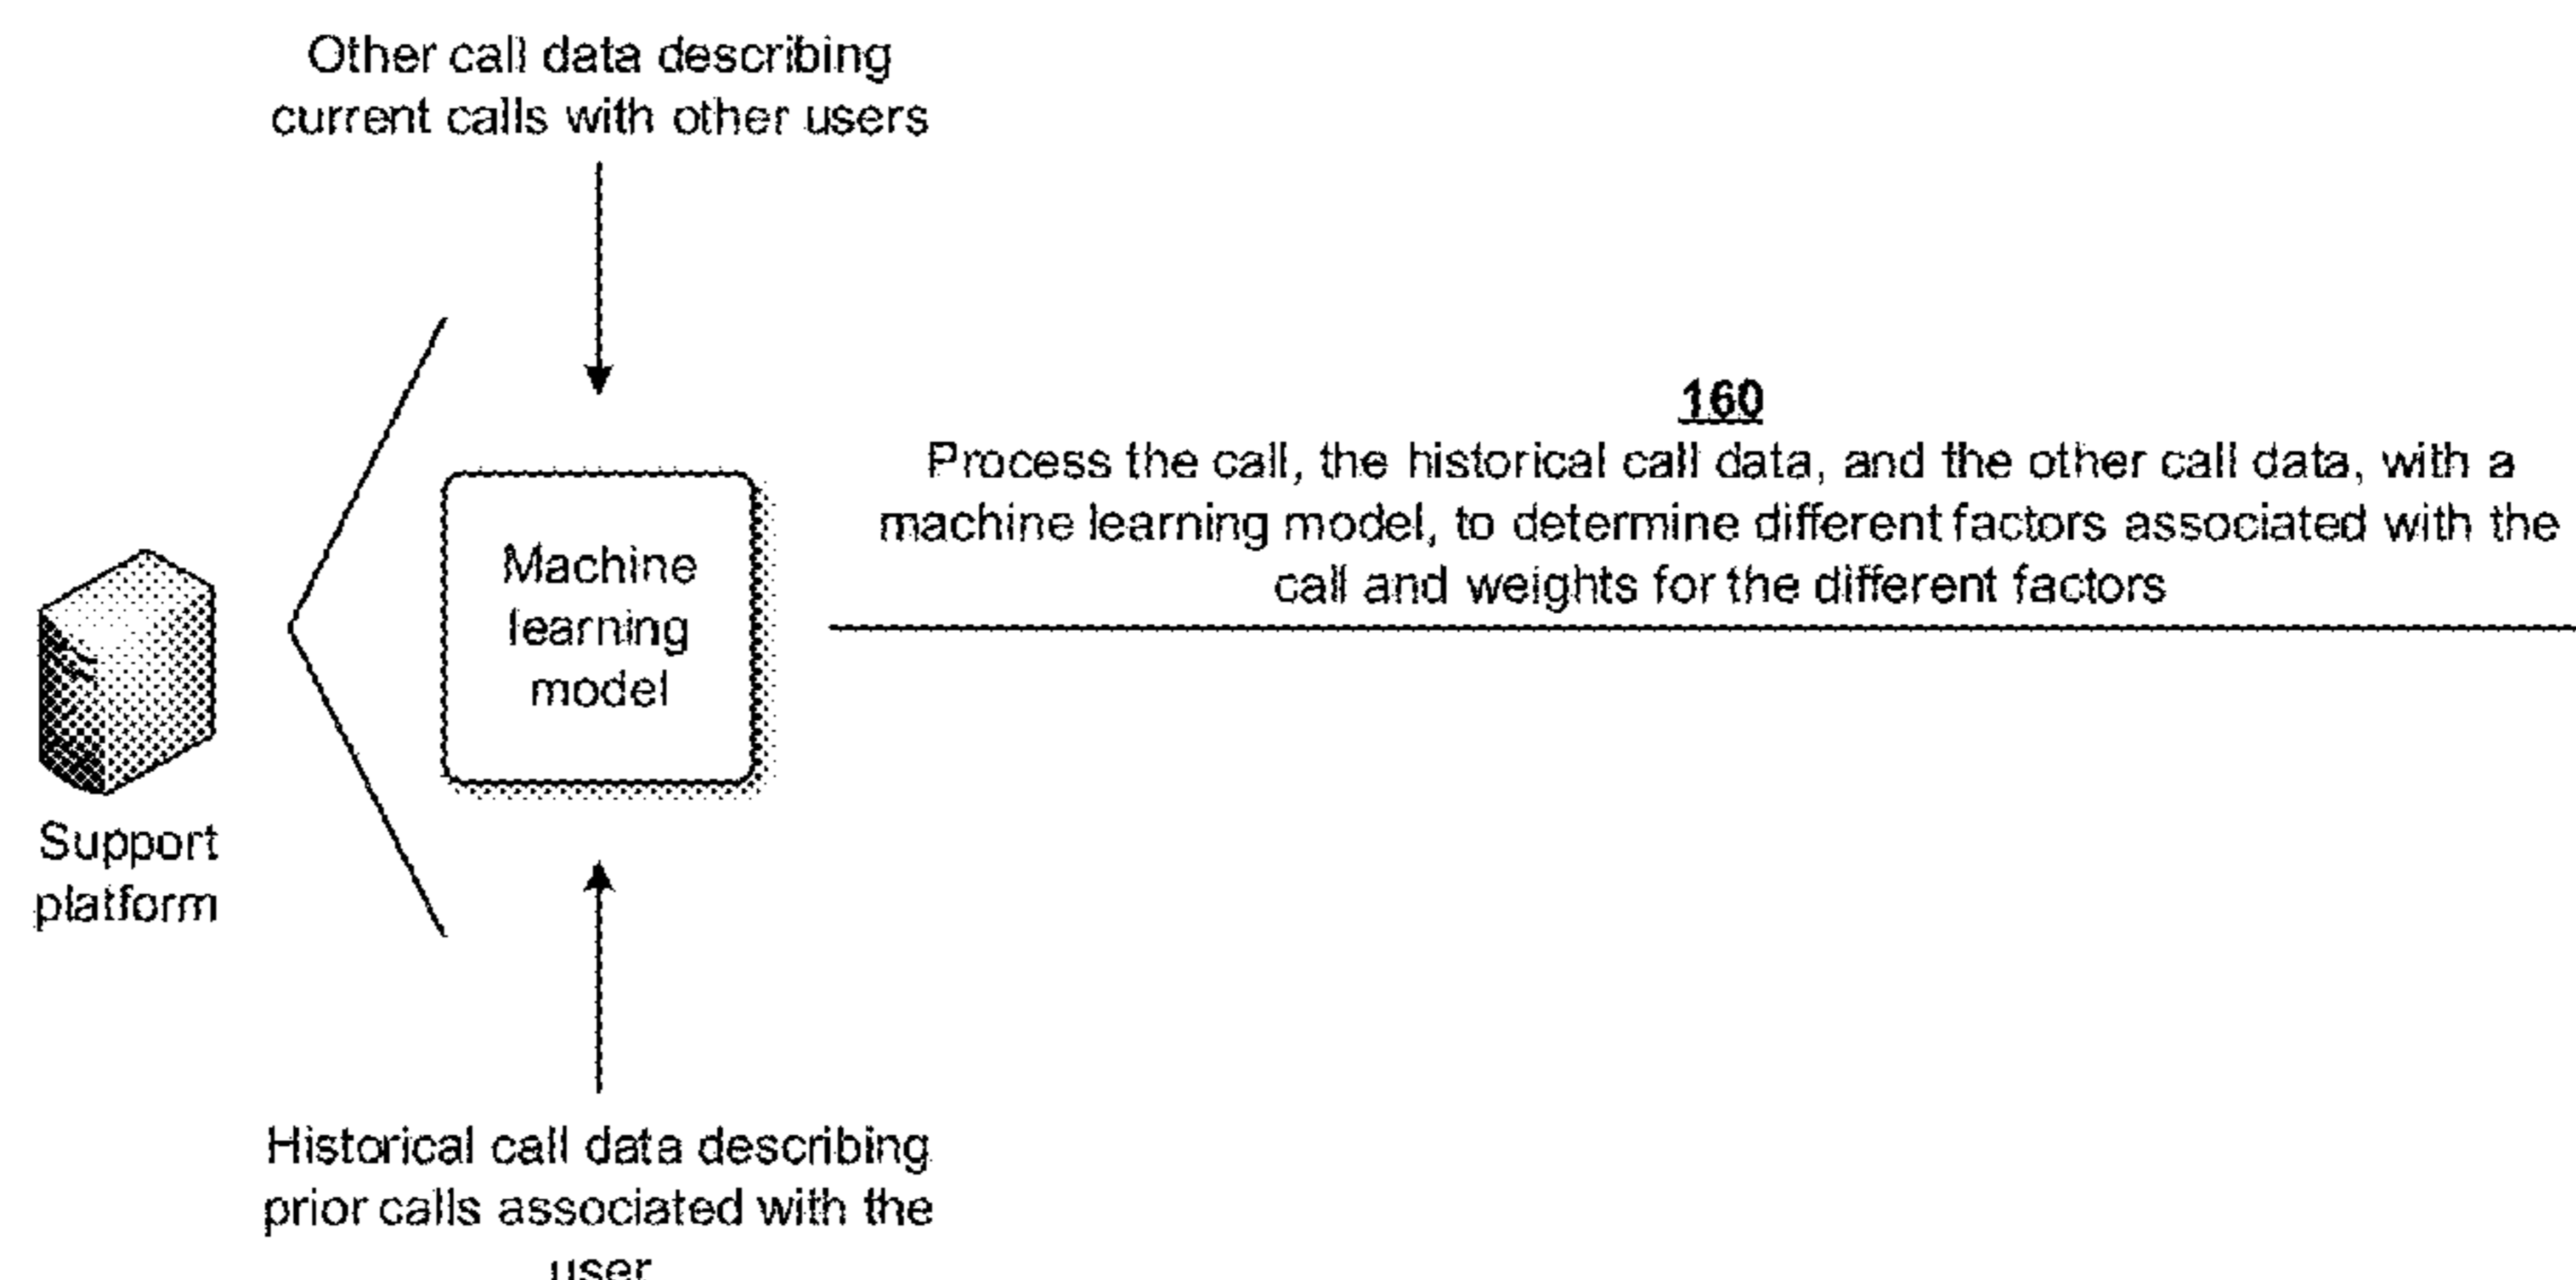 Other call data describing
current calls with other users
160
Process the call, the historical call data, and the other call data, with a
machine learning model, to determine different factors associated with the
call and weights for the different factors
Machine
learning
model
Support
platform
Historical call data describing
prior calls associated with the
user